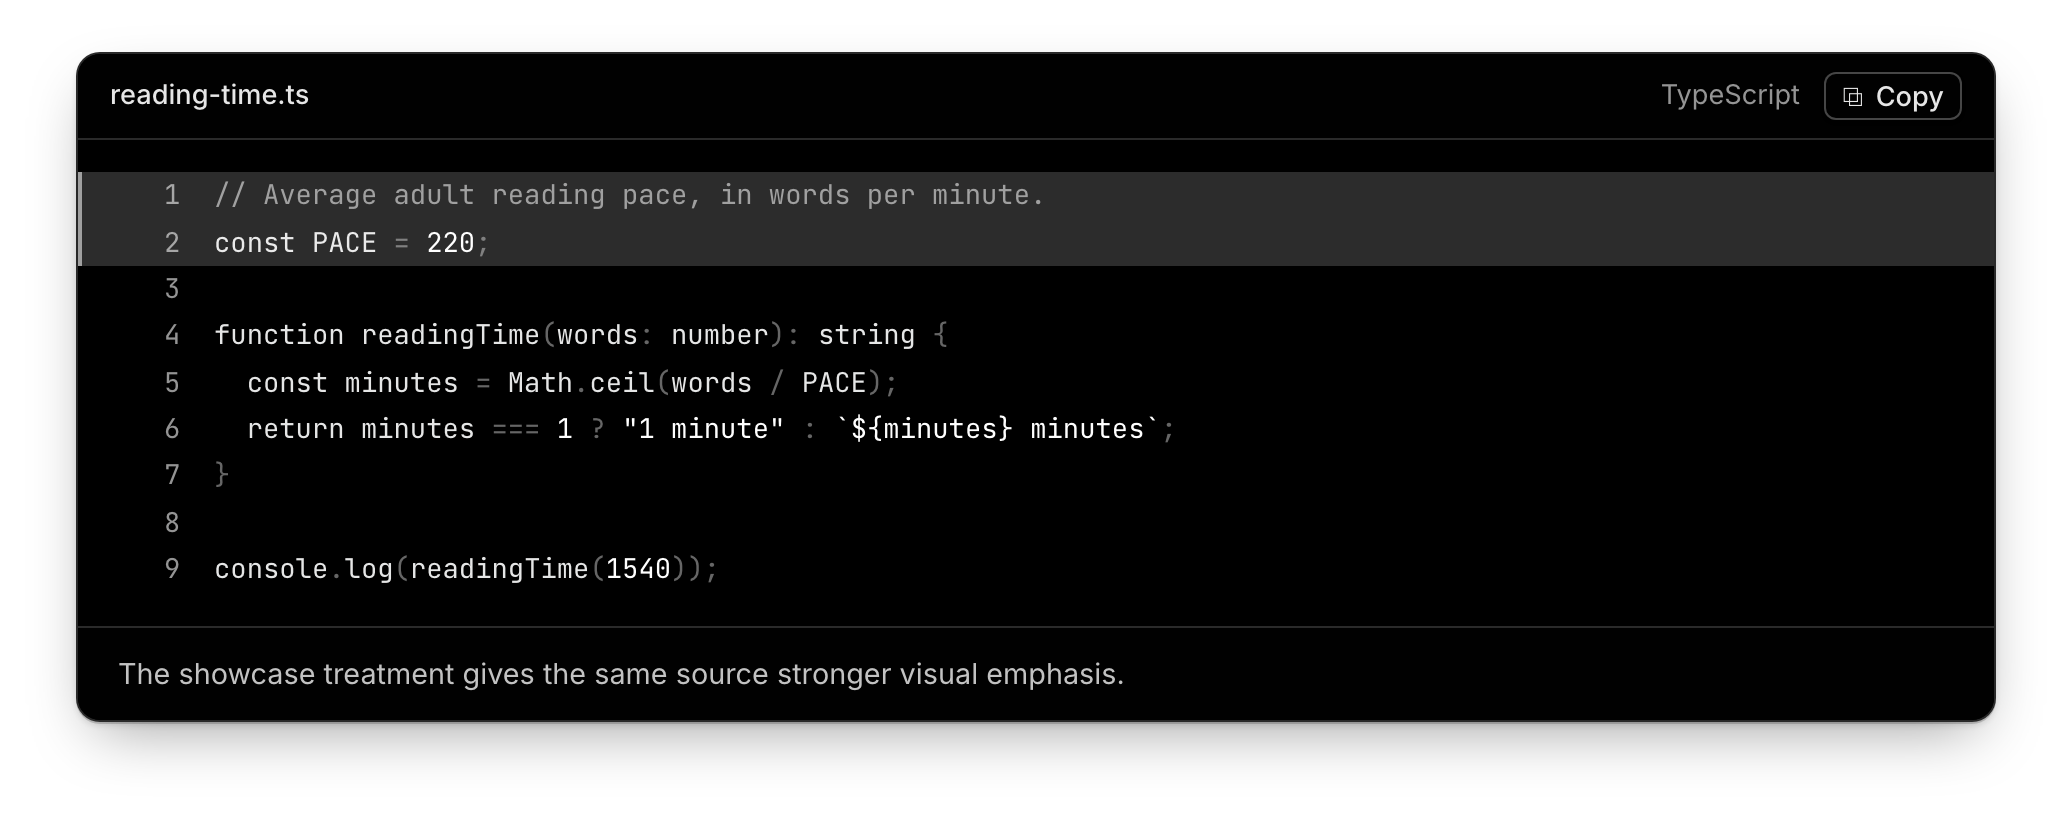 reading-time.ts
TypeScript
Copy
1 // Average adult reading pace, in words per minute.
2 const PACE = 220;
3
4 function readingTime(words: number): string {
5   const minutes = Math.ceil(words / PACE);
6   return minutes === 1 ? "1 minute" : `${minutes} minutes`;
7 }
8
9 console.log(readingTime(1540));
The showcase treatment gives the same source stronger visual emphasis.